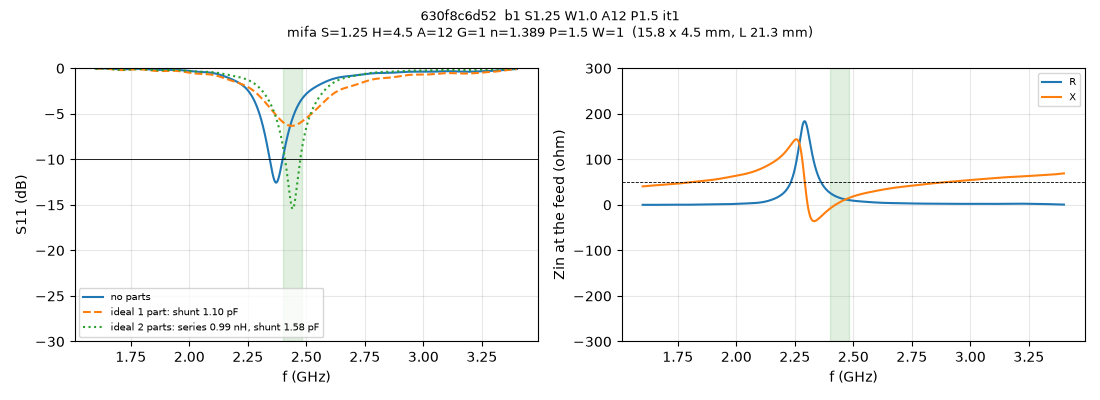 630f8c6d52  b1 S1.25 W1.0 A12 P1.5 it1
mifa S=1.25 H=4.5 A=12 G=1 n=1.389 P=1.5 W=1  (15.8 x 4.5 mm, L 21.3 mm)
S11 (dB)
0
−5
−10
−15
−20
−25
−30
no parts
ideal 1 part: shunt 1.10 pF
ideal 2 parts: series 0.99 nH, shunt 1.58 pF
1.75 2.00 2.25 2.50 2.75 3.00 3.25
f (GHz)
Zin at the feed (ohm)
300
200
100
0
−100
−200
−300
R
X
1.75 2.00 2.25 2.50 2.75 3.00 3.25
f (GHz)